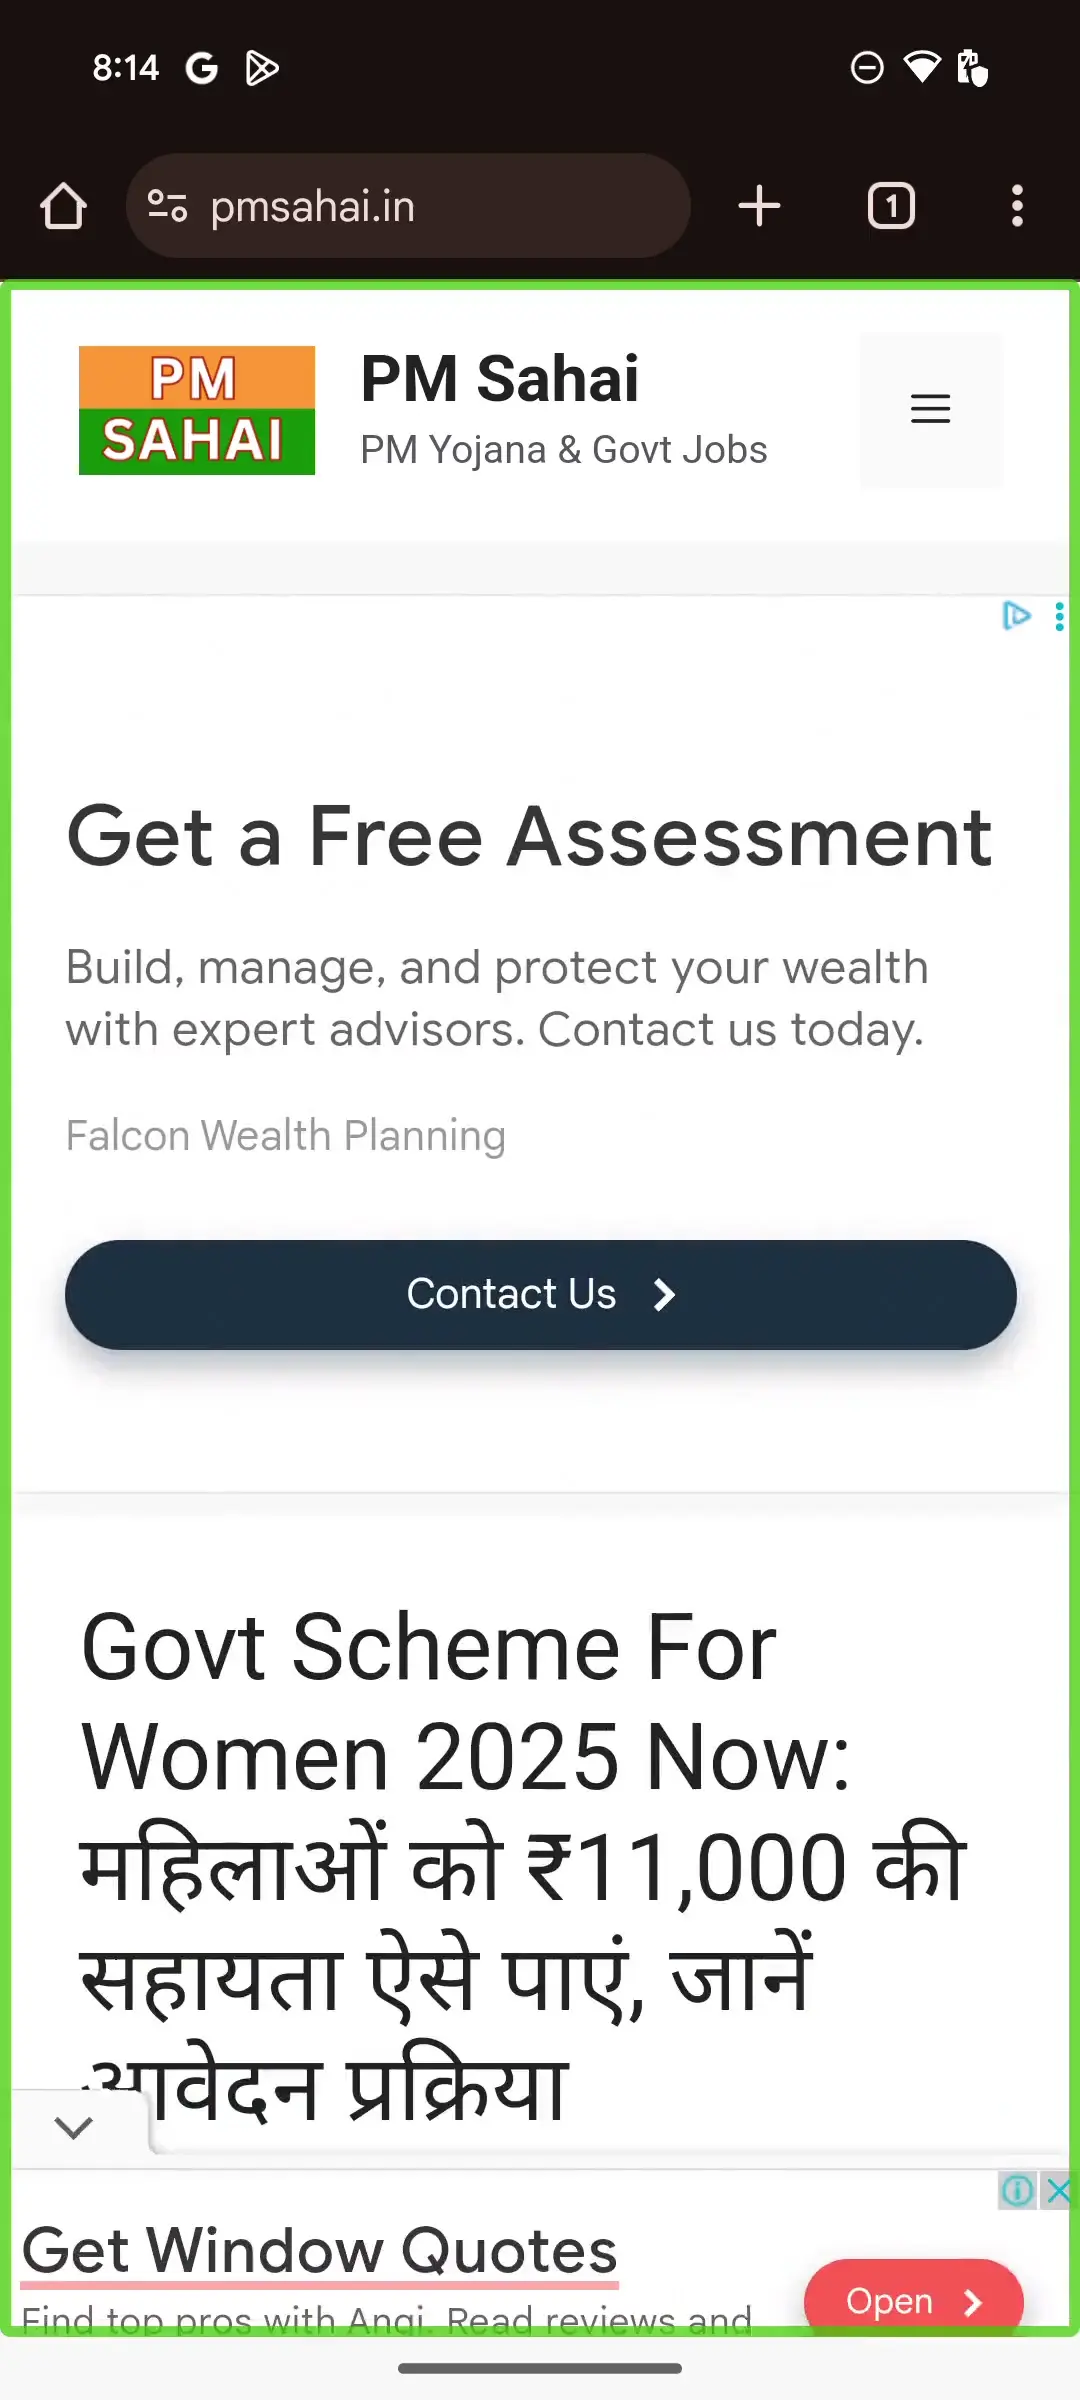 8:14
pmsahai.in
1
PM
SAHAI
PM Sahai
PM Yojana & Govt Jobs
Get a Free Assessment
Build, manage, and protect your wealth
with expert advisors. Contact us today.
Falcon Wealth Planning
Contact Us
Govt Scheme For
Women 2025 Now:
महिलाओं को ₹11,000 की
सहायता ऐसे पाएं, जानें
आवेदन प्रक्रिया
Get Window Quotes
Find top pros with Angi. Read reviews and
Open